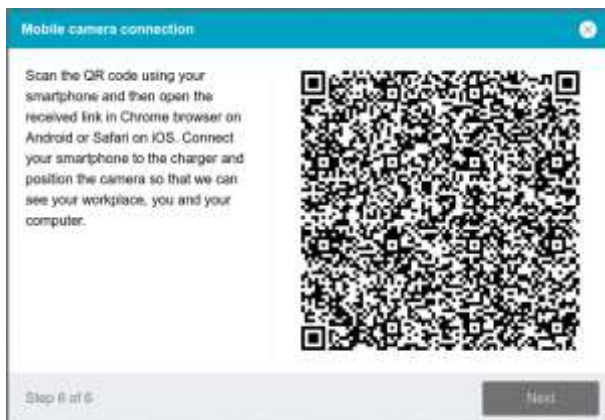 Mobile camera connection
Scan the QR code using your
smartphone and then open the
received link in Chrome browser on
Android or Safari on iOS. Connect
your smartphone to the charger and
position the camera so that we can
see your workplace, you and your
computer.
Step 6 of 6
Next